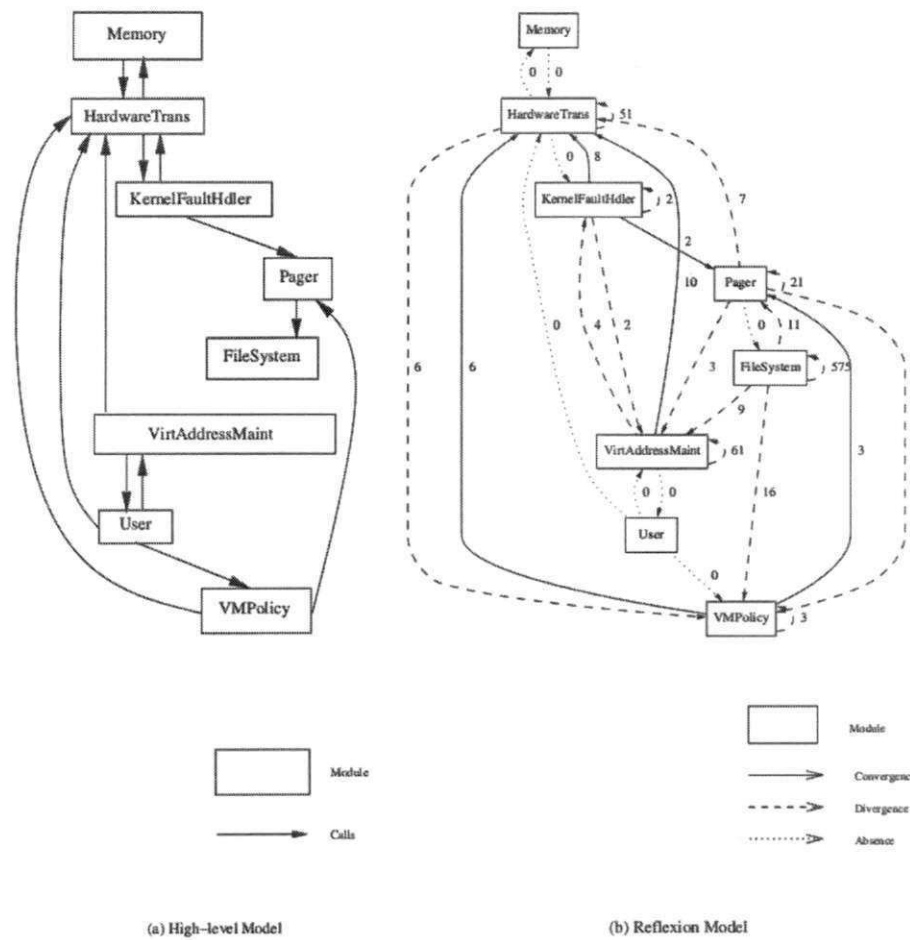 Memory
HardwareTrans
KernelFaultHdler
Pager
FileSystem
VirtAddressMaint
User
VMPolicy
Module
Calls
(a) High-level Model
Memory
0
0
HardwareTrans
51
0
8
7
KernelFaultHdler
2
2
10
Pager
21
0
4
2
0
11
6
6
3
FileSystem
575
9
VirtAddressMaint
61
3
0
0
16
User
0
VMPolicy
3
Module
Convergenc
Divergence
Absence
(b) Reflexion Model